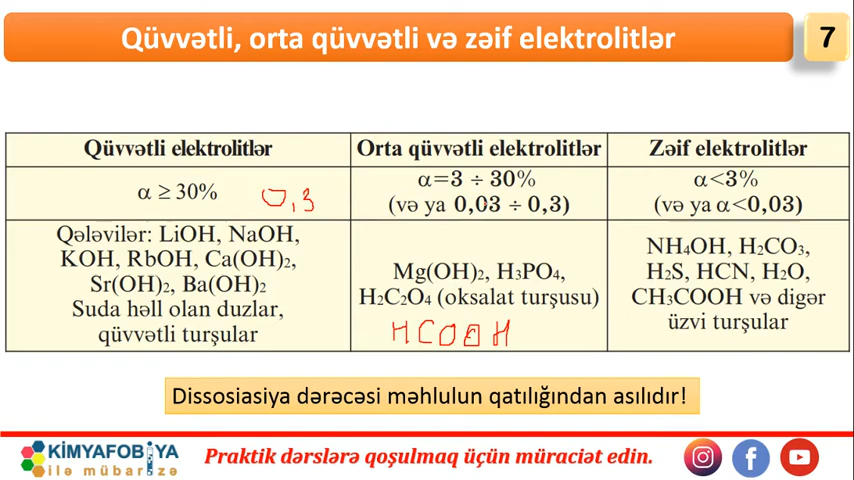 Qüvvətli, orta qüvvətli və zəif elektrolitlər
7
Qüvvətli elektrolitlər
Orta qüvvətli elektrolitlər
Zəif elektrolitlər
α ≥ 30%
0,3
α=3 ÷ 30%
(və ya 0,03 ÷ 0,3)
α<3%
(və ya α<0,03)
Qələvilər: LiOH, NaOH,
KOH, RbOH, Ca(OH)₂,
Sr(OH)₂, Ba(OH)₂
Suda həll olan duzlar,
qüvvətli turşular
Mg(OH)₂, H₃PO₄,
H₂C₂O₄ (oksalat turşusu)
HCOOH
NH₄OH, H₂CO₃,
H₂S, HCN, H₂O,
CH₃COOH və digər
üzvi turşular
Dissosiasiya dərəcəsi məhlulun qatılığından asılıdır!
KİMYAFOBİYA
ilə mübarizə
Praktik dərslərə qoşulmaq üçün müraciət edin.